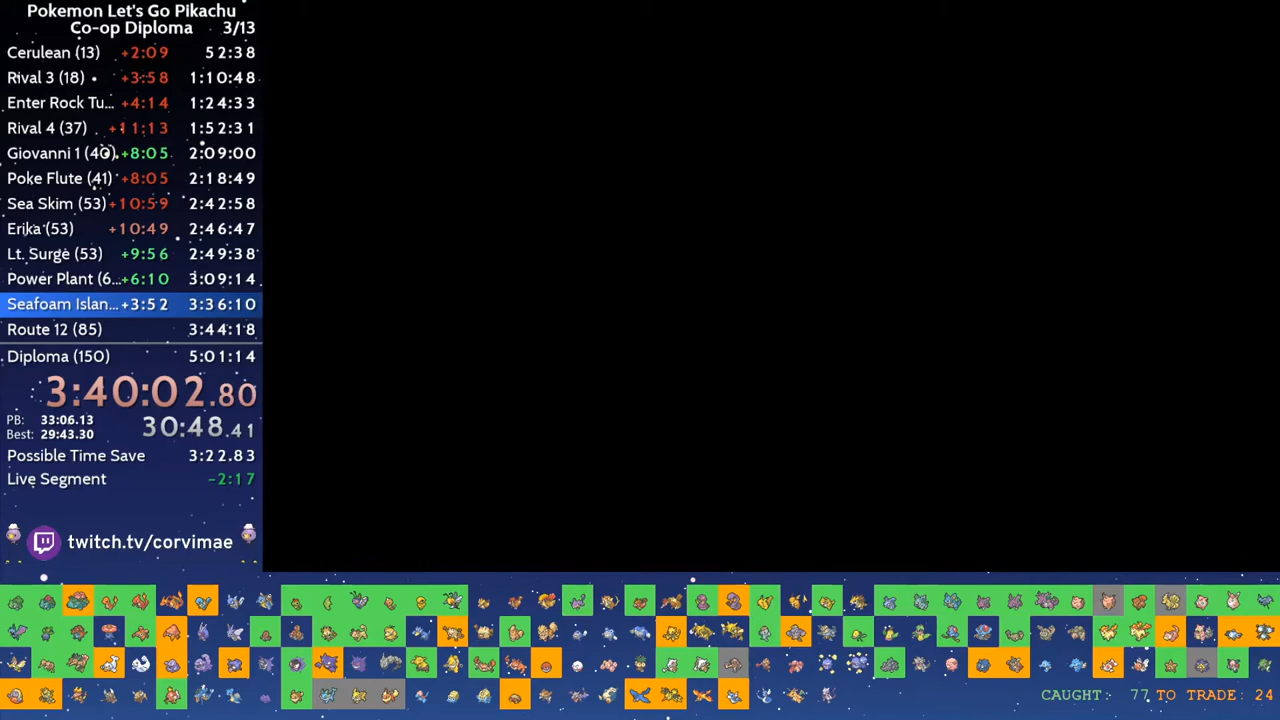 Pokemon Let's Go Pikachu
Co-op Diploma 3/13
Cerulean (13) +2:09 52:38
Rival 3 (18) +3:58 1:10:48
Enter Rock Tu... +4:14 1:24:33
Rival 4 (37) +11:13 1:52:31
Giovanni 1 (40) +8:05 2:09:00
Poke Flute (41) +8:05 2:18:49
Sea Skim (53) +10:59 2:42:58
Erika (53) +10:49 2:46:47
Lt. Surge (53) +9:56 2:49:38
Power Plant (6... +6:10 3:09:14
Seafoam Islan... +3:52 3:36:10
Route 12 (85) 3:44:18
Diploma (150) 5:01:14
3:40:02.80
PB: 33:06.13 30:48.41
Best: 29:43.30
Possible Time Save 3:22.83
Live Segment -2:17
twitch.tv/corvimae
CAUGHT: 77 TO TRADE: 24